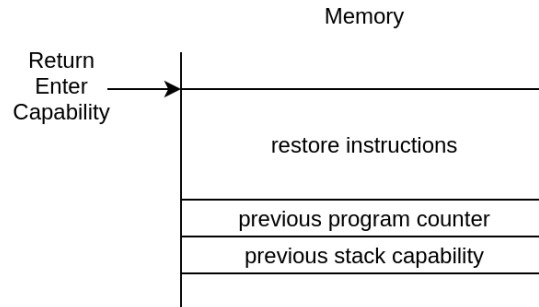 Memory
Return
Enter
Capability
restore instructions
previous program counter
previous stack capability